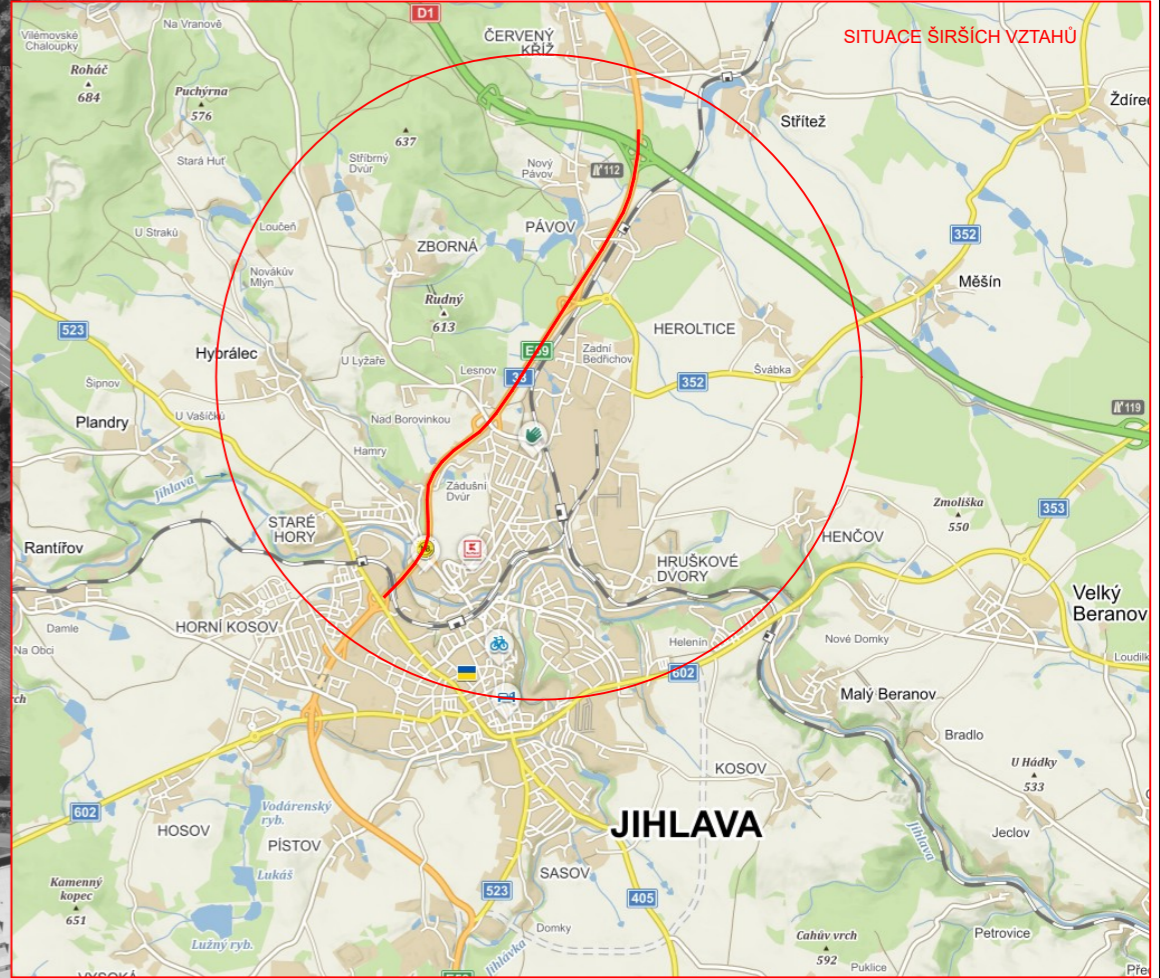 D1
Na Vranově
SITUACE ŠIRŠÍCH VZTAHŮ
Vilémovské
Chaloupky
ČERVENÝ
KŘÍŽ
Roháč
684
Puchýrna
576
Ždírec
Střítež
637
Stará Huť
Stříbrný
Dvůr
Nový
Pávov
112
U Straků
Loučeň
PÁVOV
352
ZBORNÁ
Novákův
Mlýn
Měšín
Rudný
613
523
HEROLTICE
Hybrálec
U Lyžaře
E59
Zadní
Bedřichov
Lesnov
38
Švábka
352
Šipnov
Plandry
U Vašíčků
Nad Borovinkou
119
Hamry
Jihlava
Zádušní
Dvůr
Zmoliška
550
353
STARÉ
HORY
HENČOV
Rantířov
HRUŠKOVÉ
DVORY
Velký
Beranov
Damle
HORNÍ KOSOV
Helenín
Nové Domky
Na Obci
602
Loudilk
Malý Beranov
Bradlo
KOSOV
U Hádky
533
602
Vodárenský
ryb.
HOSOV
JIHLAVA
Jeclov
PÍSTOV
Jihlava
Lukáš
SASOV
Kamenný
kopec
651
523
405
Domky
Cahův vrch
592
Petrovice
Lužný ryb.
Jihlávka
Puklice
Pře
VYSOKÁ